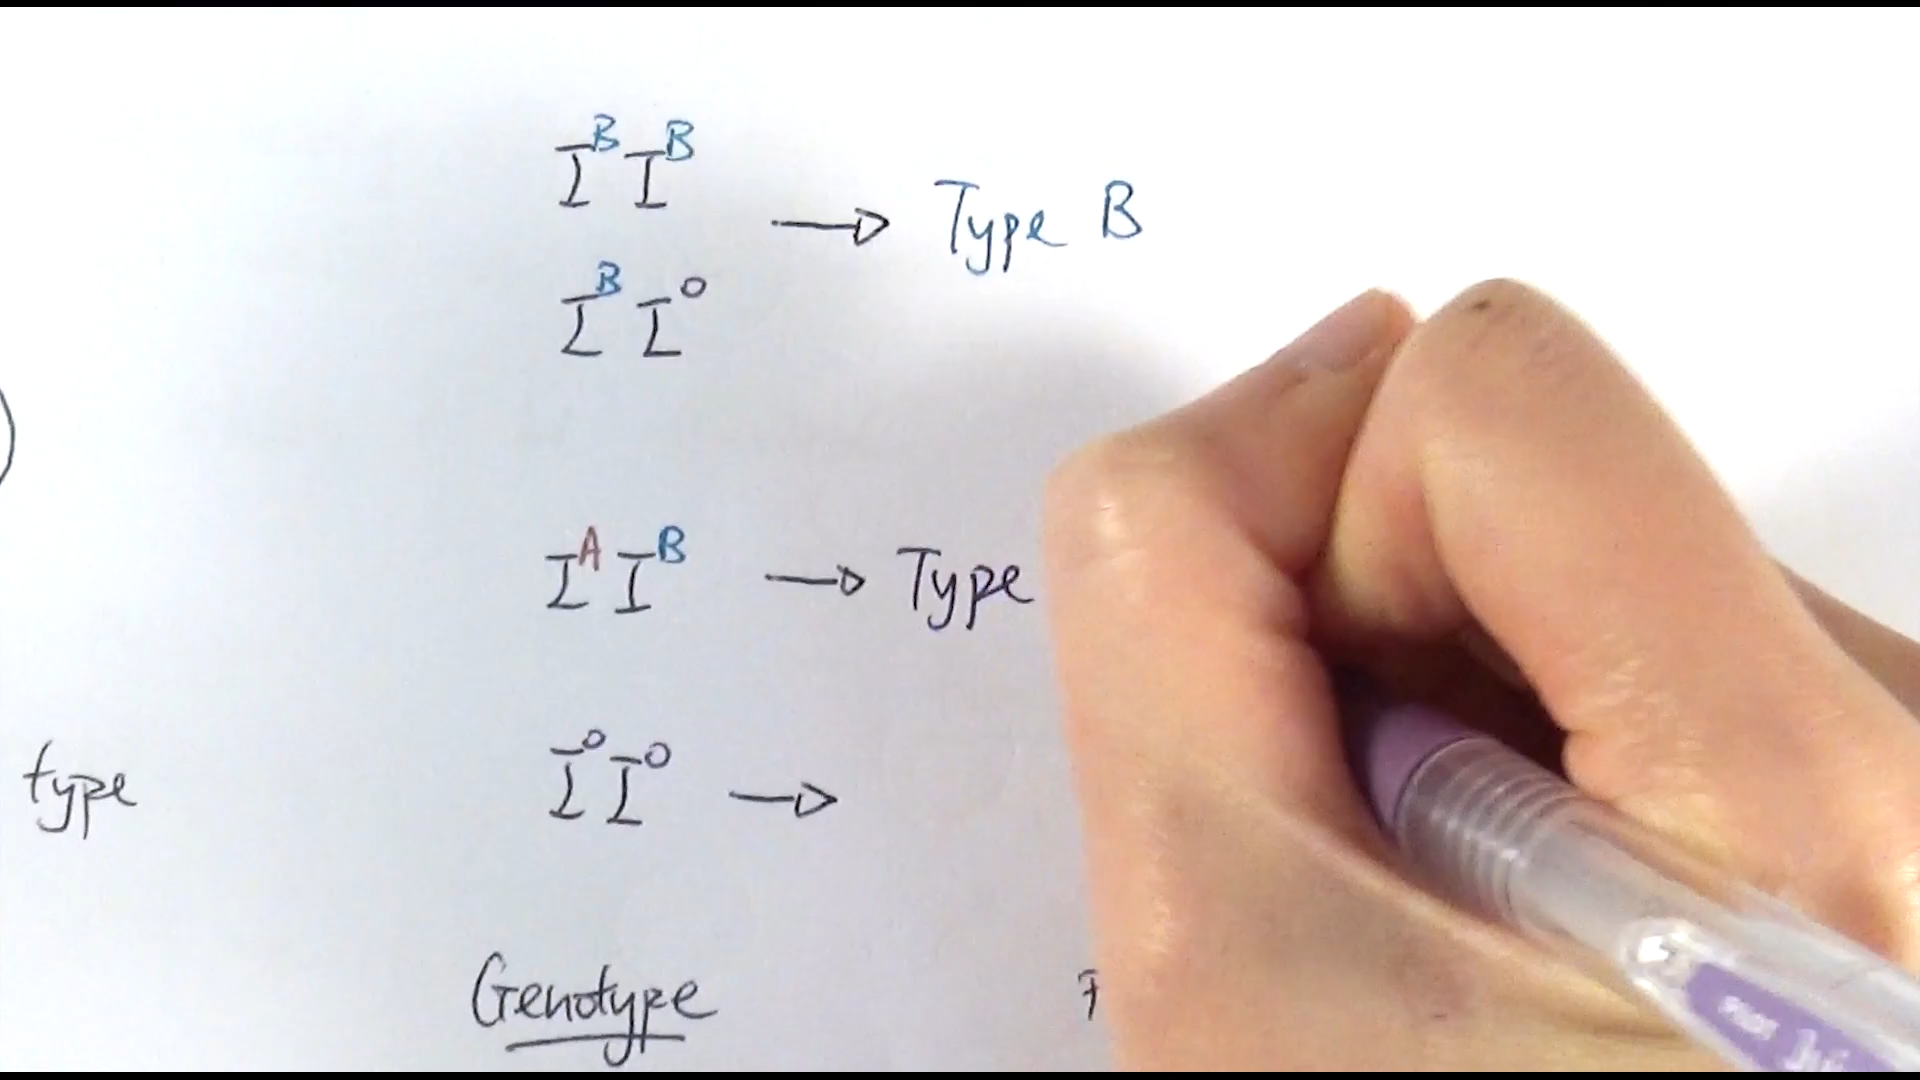 I^B I^B
→ Type B
I^B I^O
I^A I^B → Type
type
I^O I^O →
Genotype